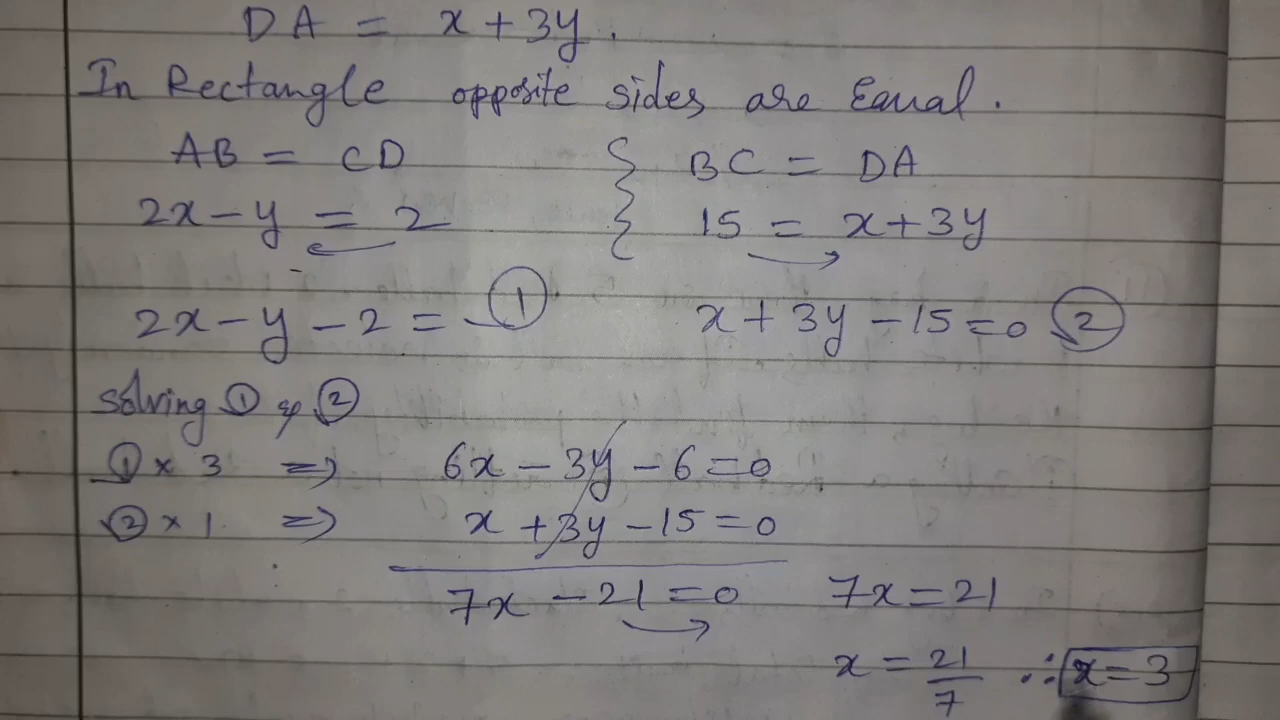 DA = x + 3y.
In Rectangle opposite sides are Equal.
AB = CD } BC = DA
2x - y = 2 } 15 = x + 3y
2x - y - 2 = ① x + 3y - 15 = 0 ②
Solving ① & ②
① × 3 ⇒ 6x - 3y - 6 = 0
② × 1 ⇒ x + 3y - 15 = 0
7x - 21 = 0 7x = 21
x = 21/7 ∴ x = 3